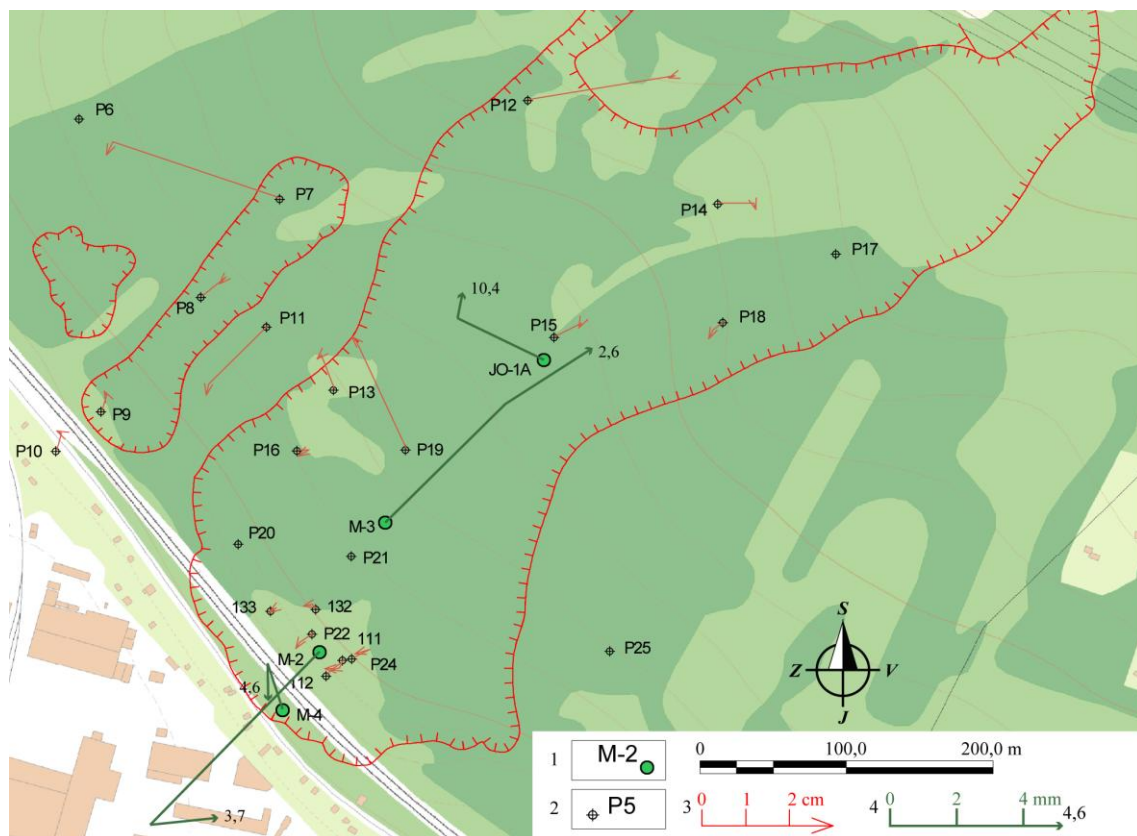 P6
P12
P7
P14
P17
10,4
P8
P11
P15
P18
2,6
JO-1A
P13
P9
P10
P16
P19
M-3
P20
P21
133
132
P22
111
M-2
P24
P25
112
4,6
M-4
3,7
S
Z V
J
1 M-2
0 100,0 200,0 m
2 P5
3 0 1 2 cm
4 0 2 4 mm 4,6